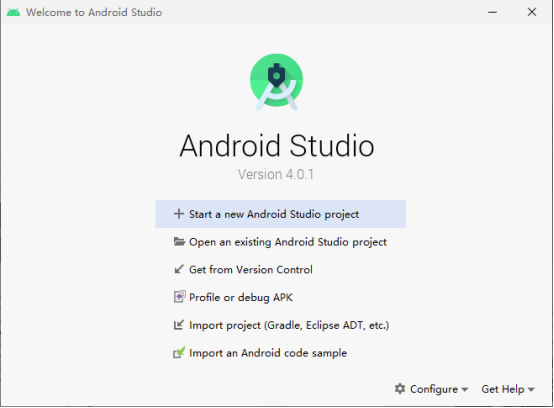 Welcome to Android Studio
Android Studio
Version 4.0.1
Start a new Android Studio project
Open an existing Android Studio project
Get from Version Control
Profile or debug APK
Import project (Gradle, Eclipse ADT, etc.)
Import an Android code sample
Configure Get Help